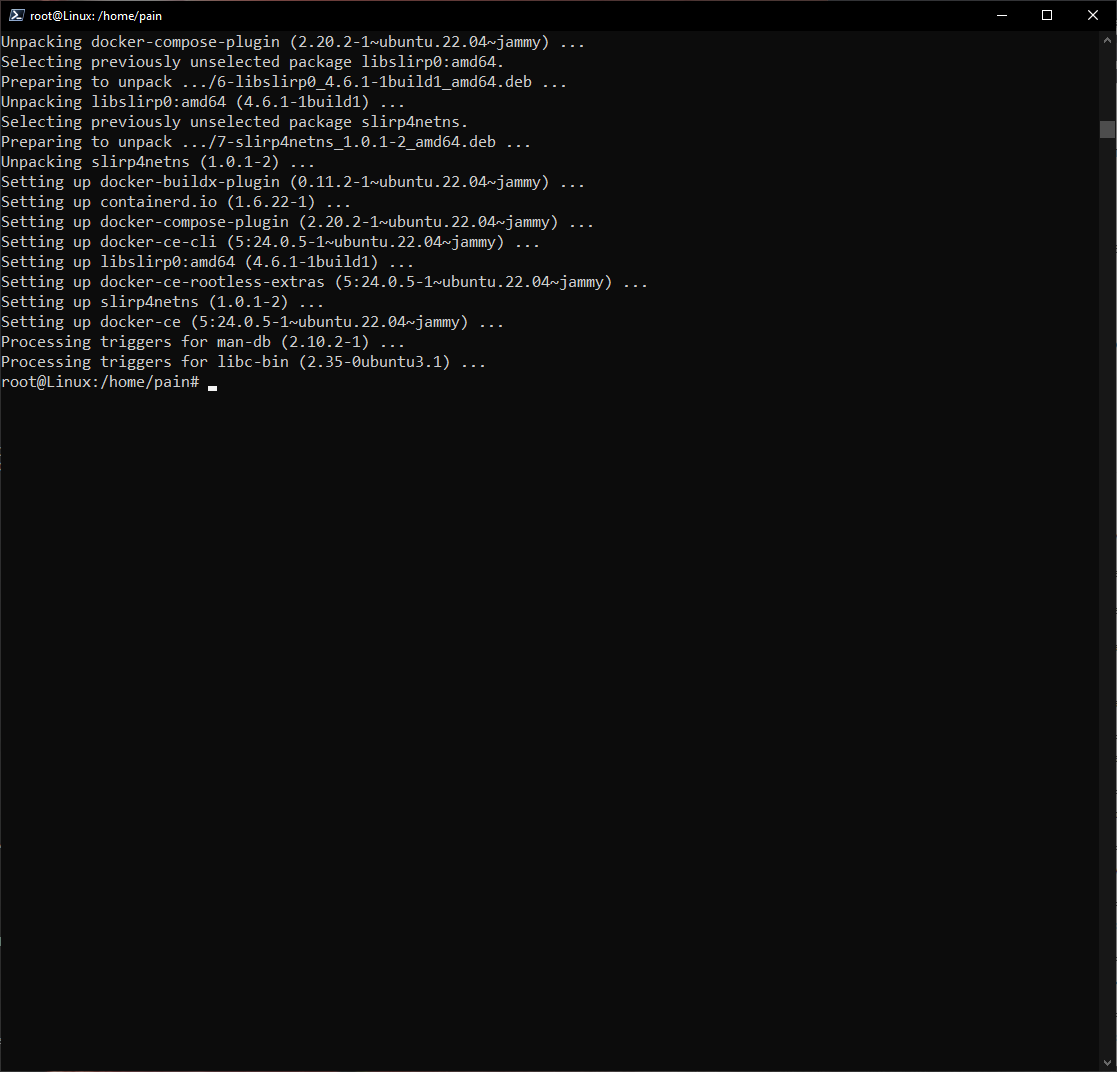 root@Linux: /home/pain
Unpacking docker-compose-plugin (2.20.2-1~ubuntu.22.04~jammy) ...
Selecting previously unselected package libslirp0:amd64.
Preparing to unpack .../6-libslirp0_4.6.1-1build1_amd64.deb ...
Unpacking libslirp0:amd64 (4.6.1-1build1) ...
Selecting previously unselected package slirp4netns.
Preparing to unpack .../7-slirp4netns_1.0.1-2_amd64.deb ...
Unpacking slirp4netns (1.0.1-2) ...
Setting up docker-buildx-plugin (0.11.2-1~ubuntu.22.04~jammy) ...
Setting up containerd.io (1.6.22-1) ...
Setting up docker-compose-plugin (2.20.2-1~ubuntu.22.04~jammy) ...
Setting up docker-ce-cli (5:24.0.5-1~ubuntu.22.04~jammy) ...
Setting up libslirp0:amd64 (4.6.1-1build1) ...
Setting up docker-ce-rootless-extras (5:24.0.5-1~ubuntu.22.04~jammy) ...
Setting up slirp4netns (1.0.1-2) ...
Setting up docker-ce (5:24.0.5-1~ubuntu.22.04~jammy) ...
Processing triggers for man-db (2.10.2-1) ...
Processing triggers for libc-bin (2.35-0ubuntu3.1) ...
root@Linux:/home/pain#